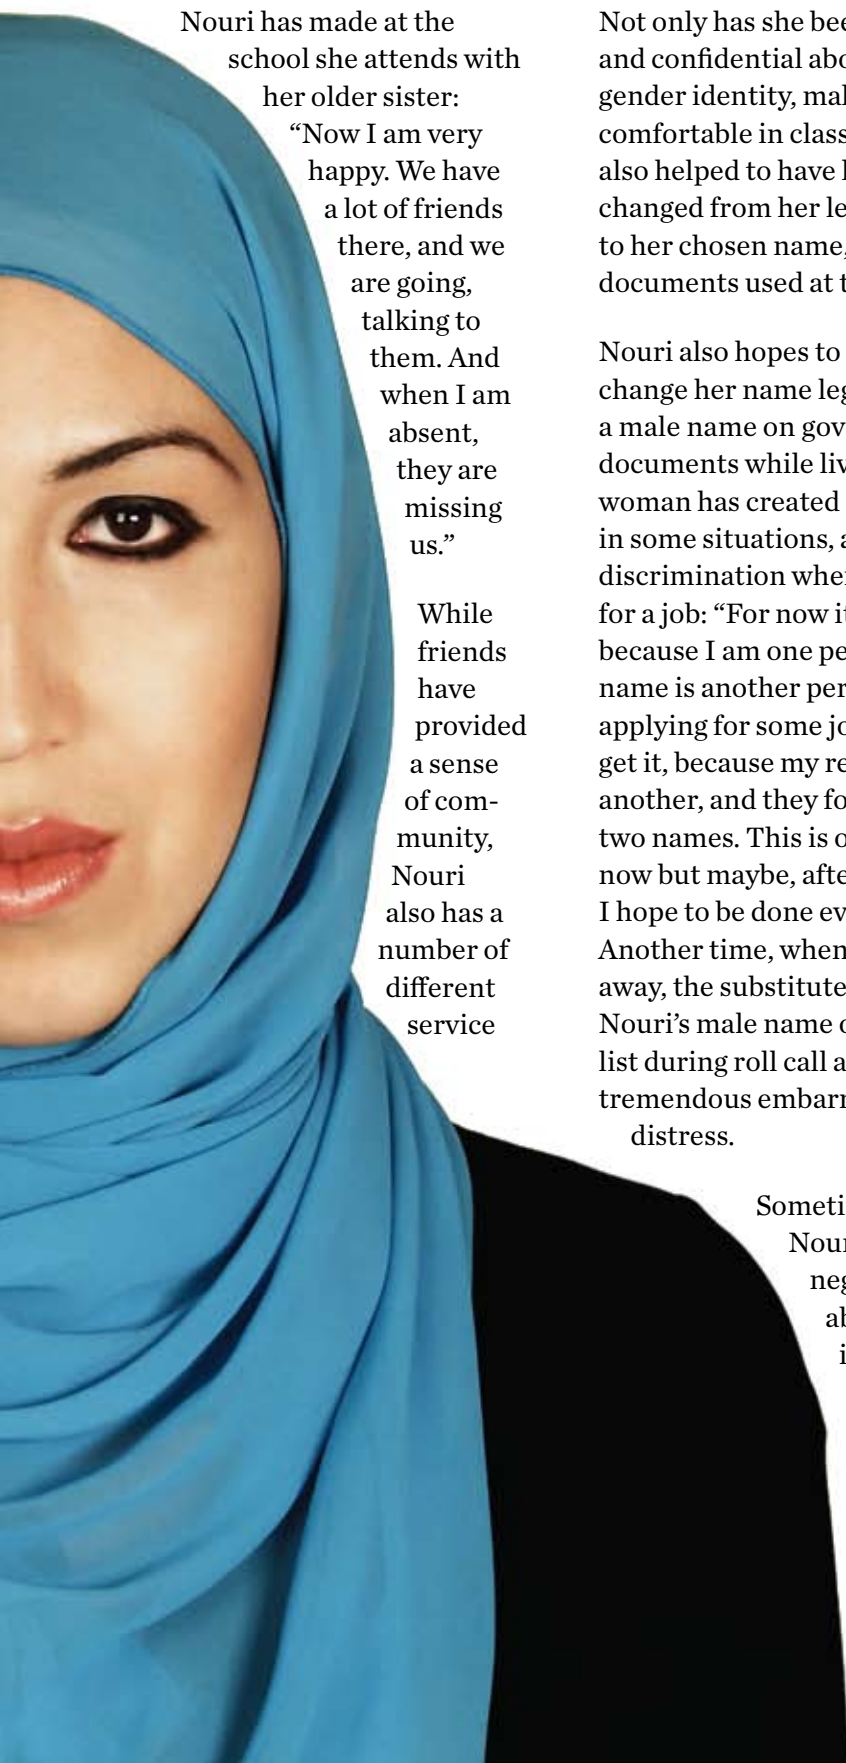 Nouri has made at the
school she attends with
her older sister:
“Now I am very
happy. We have
a lot of friends
there, and we
are going,
talking to
them. And
when I am
absent,
they are
missing
us.”
While
friends
have
provided
a sense
of com-
munity,
Nouri
also has a
number of
different
service
Not only has she
and confidential
gender identity,
comfortable in class
also helped to have
changed from her
to her chosen name,
documents used at
Nouri also hopes to
change her name
a male name on
documents while
woman has created
in some situations,
discrimination
for a job: “For now
because I am one
name is another
applying for some
get it, because my
another, and they
two names. This is
now but maybe,
I hope to be done
Another time, when
away, the substitute
Nouri’s male name
list during roll call
tremendous
distress.